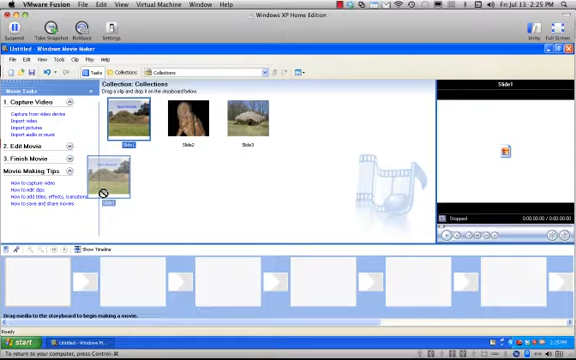 VMware Fusion File Edit View Virtual Machine Window Help Fri Jul 13 2:25 PM
Windows XP Home Edition
Suspend Take Snapshot Rollback Settings Unity Full Screen
Untitled - Windows Movie Maker
File Edit View Tools Clip Play Help
Tasks Collections Collections
Movie Tasks
Collection: Collections
Drag a clip and drop it on the storyboard below.
Slide1
1. Capture Video
Capture from video device
Import video
Import pictures
Import audio or music
Slide1 Slide2 Slide3
2. Edit Movie
3. Finish Movie
Movie Making Tips
How to capture video
How to edit clips
How to add titles, effects, transitions
How to save and share movies
Slide1
Stopped 0:00:00.00 / 0:00:00.00
Show Timeline
Drag media to the storyboard to begin making a movie.
Ready
start Untitled - Windows M... 2:25 PM
To return to your computer, press Control-⌘